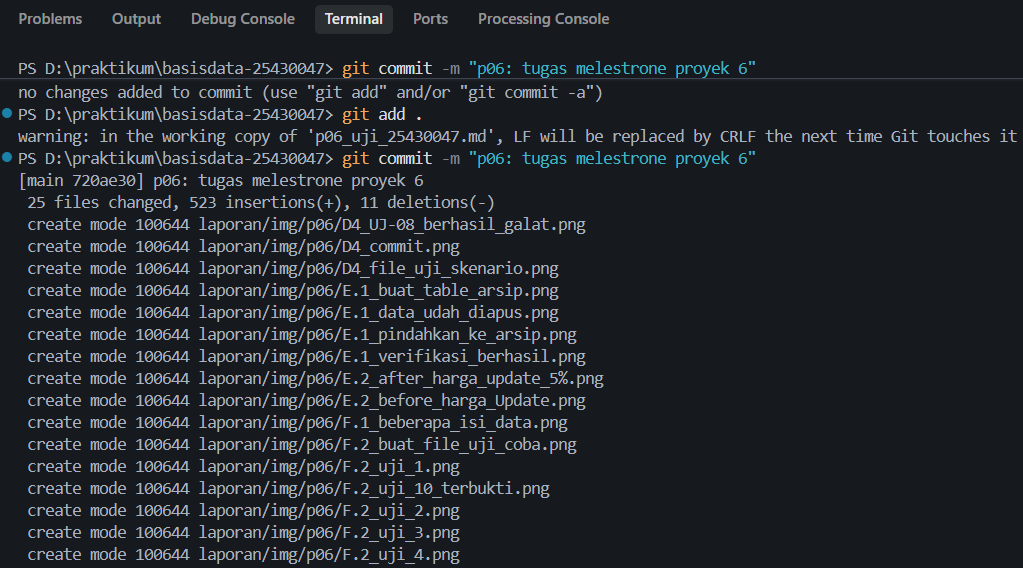 Problems Output Debug Console Terminal Ports Processing Console
PS D:\praktikum\basisdata-25430047> git commit -m "p06: tugas melestrone proyek 6"
no changes added to commit (use "git add" and/or "git commit -a")
PS D:\praktikum\basisdata-25430047> git add .
warning: in the working copy of 'p06_uji_25430047.md', LF will be replaced by CRLF the next time Git touches it
PS D:\praktikum\basisdata-25430047> git commit -m "p06: tugas melestrone proyek 6"
[main 720ae30] p06: tugas melestrone proyek 6
25 files changed, 523 insertions(+), 11 deletions(-)
create mode 100644 laporan/img/p06/D4_UJ-08_berhasil_galat.png
create mode 100644 laporan/img/p06/D4_commit.png
create mode 100644 laporan/img/p06/D4_file_uji_skenario.png
create mode 100644 laporan/img/p06/E.1_buat_table_arsip.png
create mode 100644 laporan/img/p06/E.1_data_udah_diapus.png
create mode 100644 laporan/img/p06/E.1_pindahkan_ke_arsip.png
create mode 100644 laporan/img/p06/E.1_verifikasi_berhasil.png
create mode 100644 laporan/img/p06/E.2_after_harga_update_5%.png
create mode 100644 laporan/img/p06/E.2_before_harga_Update.png
create mode 100644 laporan/img/p06/F.1_beberapa_isi_data.png
create mode 100644 laporan/img/p06/F.2_buat_file_uji_coba.png
create mode 100644 laporan/img/p06/F.2_uji_1.png
create mode 100644 laporan/img/p06/F.2_uji_10_terbukti.png
create mode 100644 laporan/img/p06/F.2_uji_2.png
create mode 100644 laporan/img/p06/F.2_uji_3.png
create mode 100644 laporan/img/p06/F.2_uji_4.png